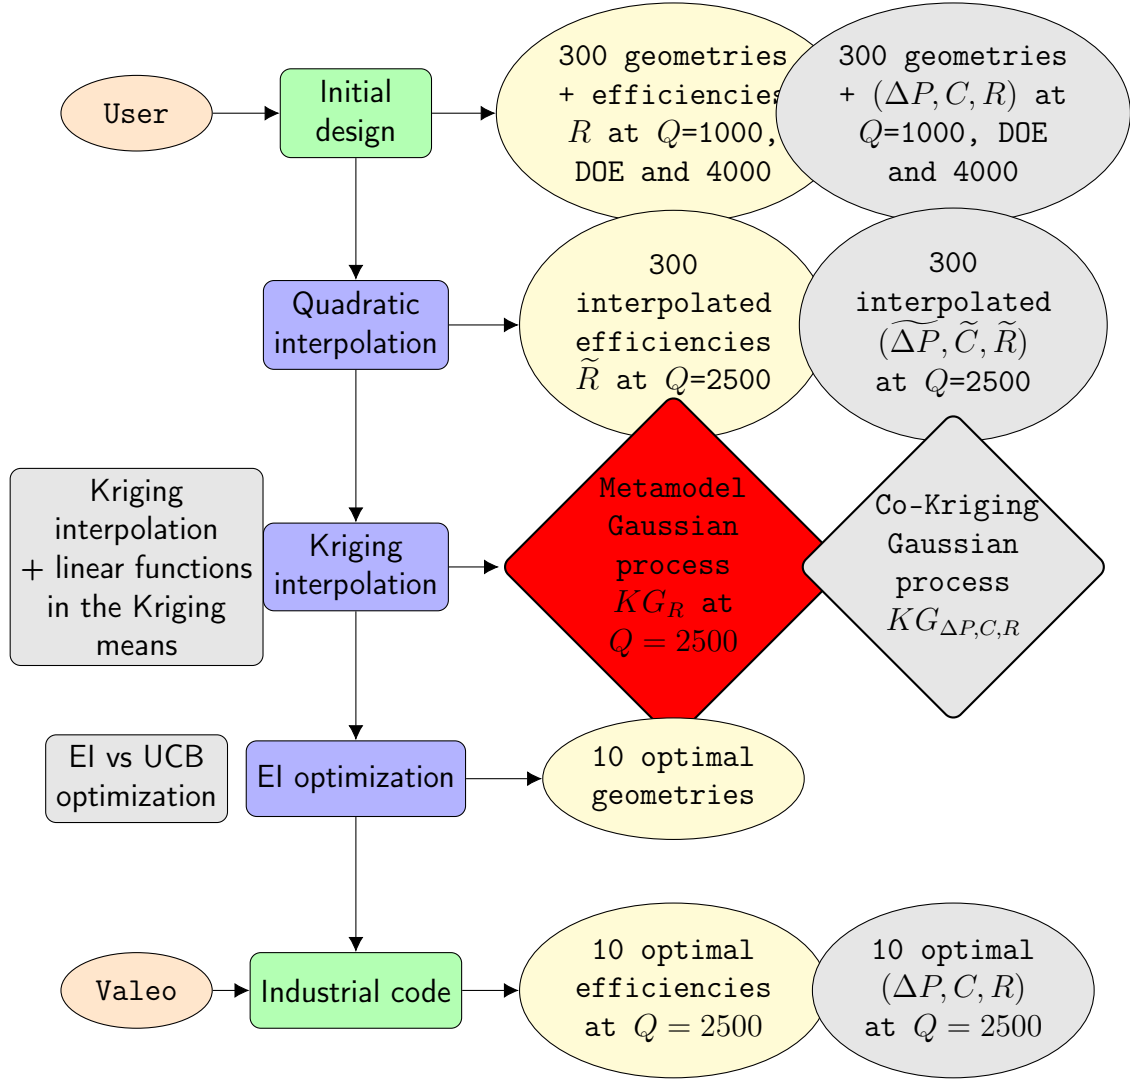 User
Initial
design
300 geometries
+ efficiencies
R at Q=1000,
DOE and 4000
300 geometries
+ (ΔP, C, R) at
Q=1000, DOE
and 4000
Quadratic
interpolation
300
interpolated
efficiencies
R̃ at Q=2500
300
interpolated
(Δ͠P, C̃, R̃)
at Q=2500
Kriging
interpolation
+ linear functions
in the Kriging
means
Kriging
interpolation
Metamodel
Gaussian
process
KG_R at
Q = 2500
Co-Kriging
Gaussian
process
KG_{ΔP,C,R}
EI vs UCB
optimization
EI optimization
10 optimal
geometries
Valeo
Industrial code
10 optimal
efficiencies
at Q = 2500
10 optimal
(ΔP, C, R)
at Q = 2500